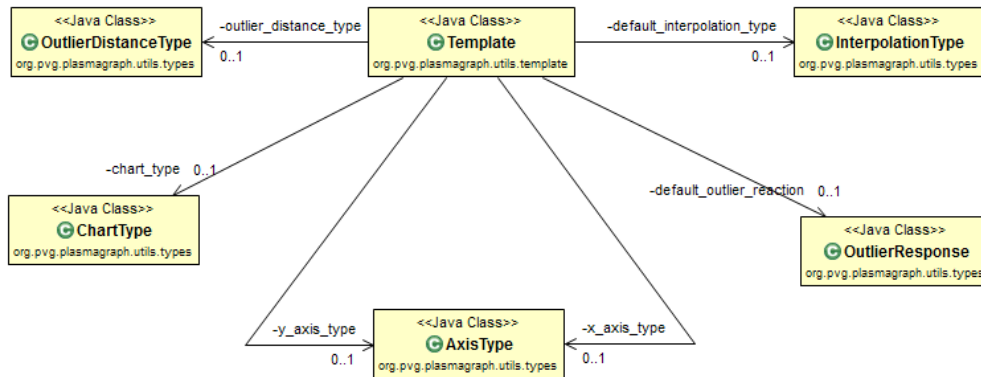 <<Java Class>>
OutlierDistanceType
org.pvg.plasmagraph.utils.types
-outlier_distance_type
0..1
<<Java Class>>
Template
org.pvg.plasmagraph.utils.template
-default_interpolation_type
0..1
<<Java Class>>
InterpolationType
org.pvg.plasmagraph.utils.types
-chart_type 0..1
<<Java Class>>
ChartType
org.pvg.plasmagraph.utils.types
-default_outlier_reaction 0..1
<<Java Class>>
OutlierResponse
org.pvg.plasmagraph.utils.types
-y_axis_type
0..1
<<Java Class>>
AxisType
org.pvg.plasmagraph.utils.types
-x_axis_type
0..1